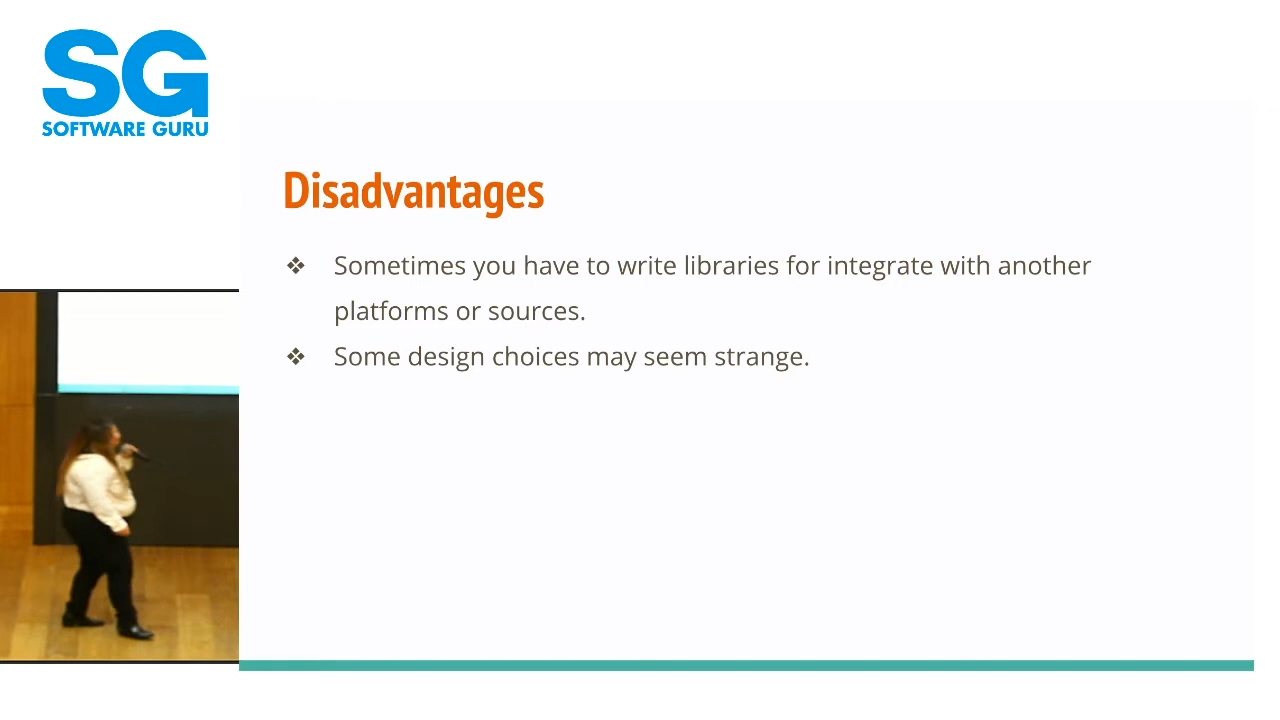 SG
SOFTWARE GURU
Disadvantages
❖ Sometimes you have to write libraries for integrate with another
platforms or sources.
❖ Some design choices may seem strange.